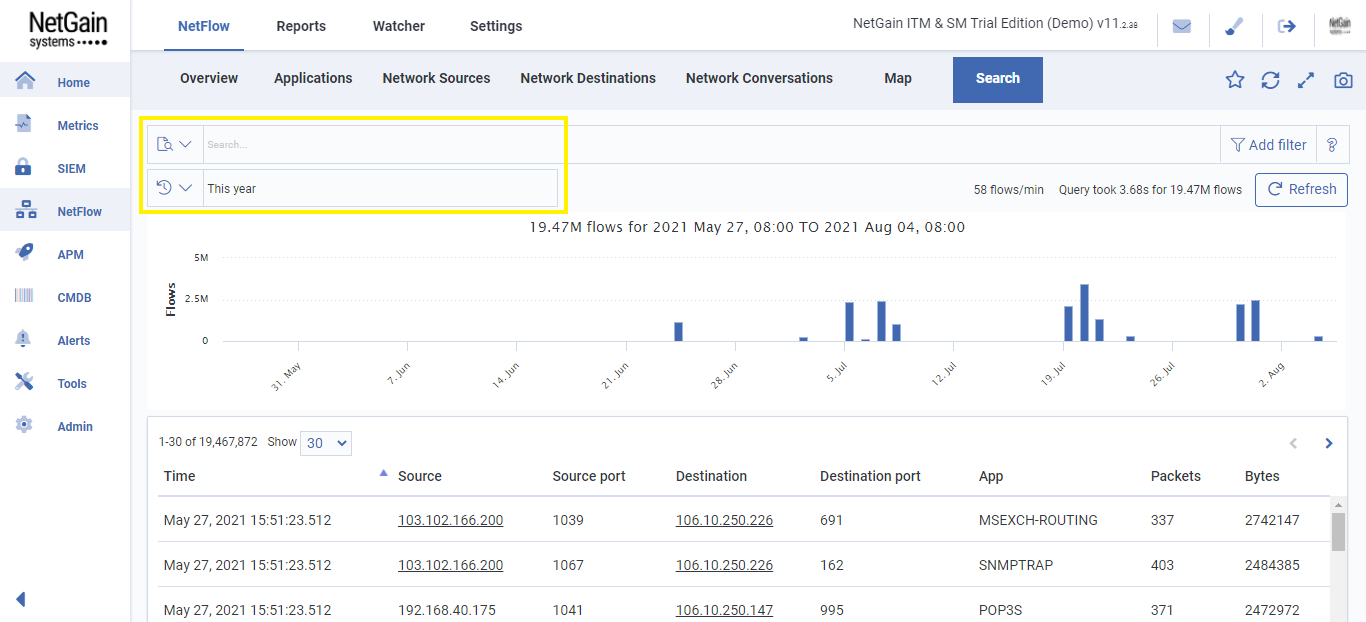 NetGain
systems
NetFlow Reports Watcher Settings
NetGain ITM & SM Trial Edition (Demo) v11.2.38
NetGain
systems
Home
Metrics
SIEM
NetFlow
APM
CMDB
Alerts
Tools
Admin
Overview Applications Network Sources Network Destinations Network Conversations Map Search
Search...
Add filter ?
This year
58 flows/min Query took 3.68s for 19.47M flows Refresh
19.47M flows for 2021 May 27, 08:00 TO 2021 Aug 04, 08:00
Flows
5M
2.5M
0
31. May 7. Jun 14. Jun 21. Jun 28. Jun 5. Jul 12. Jul 19. Jul 26. Jul 2. Aug
1-30 of 19,467,872 Show 30
Time Source Source port Destination Destination port App Packets Bytes
May 27, 2021 15:51:23.512 103.102.166.200 1039 106.10.250.226 691 MSEXCH-ROUTING 337 2742147
May 27, 2021 15:51:23.512 103.102.166.200 1067 106.10.250.226 162 SNMPTRAP 403 2484385
May 27, 2021 15:51:23.512 192.168.40.175 1041 106.10.250.147 995 POP3S 371 2472972